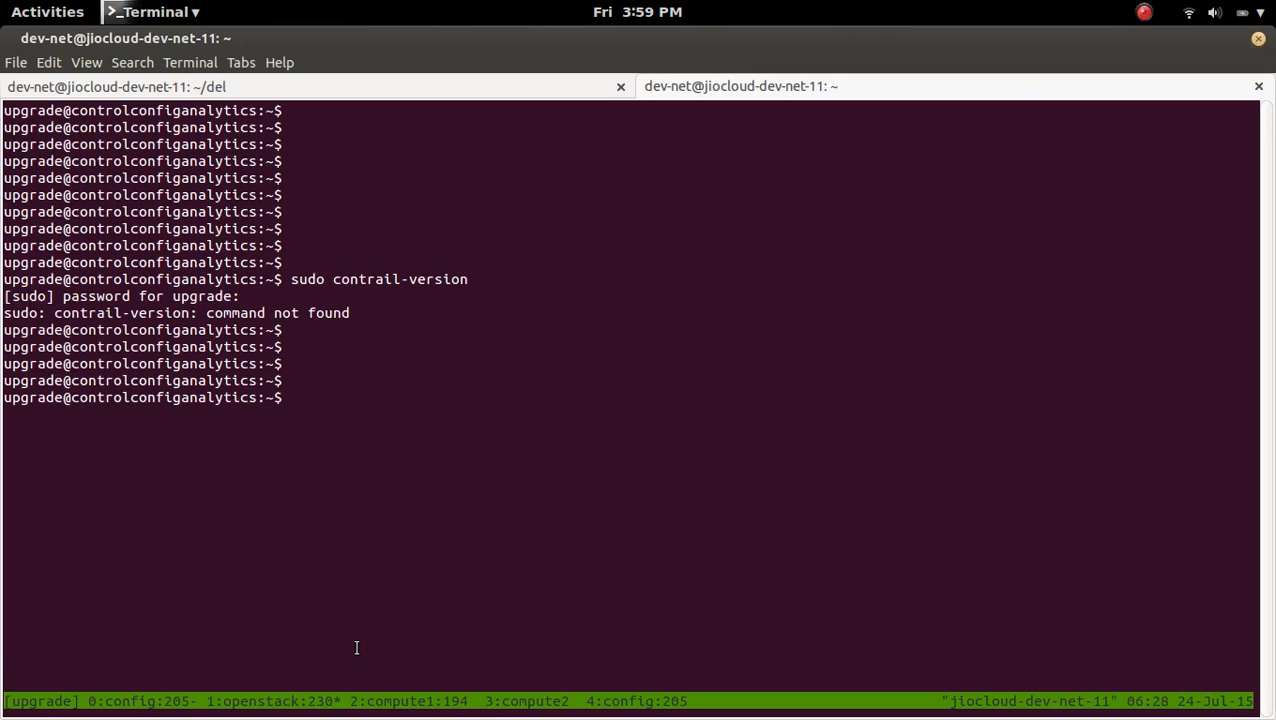 Activities >_Terminal ▾ Fri 3:59 PM
dev-net@jiocloud-dev-net-11: ~
File Edit View Search Terminal Tabs Help
dev-net@jiocloud-dev-net-11: ~/del × dev-net@jiocloud-dev-net-11: ~ ×
upgrade@controlconfiganalytics:~$
upgrade@controlconfiganalytics:~$
upgrade@controlconfiganalytics:~$
upgrade@controlconfiganalytics:~$
upgrade@controlconfiganalytics:~$
upgrade@controlconfiganalytics:~$
upgrade@controlconfiganalytics:~$
upgrade@controlconfiganalytics:~$
upgrade@controlconfiganalytics:~$
upgrade@controlconfiganalytics:~$
upgrade@controlconfiganalytics:~$ sudo contrail-version
[sudo] password for upgrade:
sudo: contrail-version: command not found
upgrade@controlconfiganalytics:~$
upgrade@controlconfiganalytics:~$
upgrade@controlconfiganalytics:~$
upgrade@controlconfiganalytics:~$
upgrade@controlconfiganalytics:~$
[upgrade] 0:config:205- 1:openstack:230* 2:compute1:194 3:compute2 4:config:205 "jiocloud-dev-net-11" 06:28 24-Jul-15